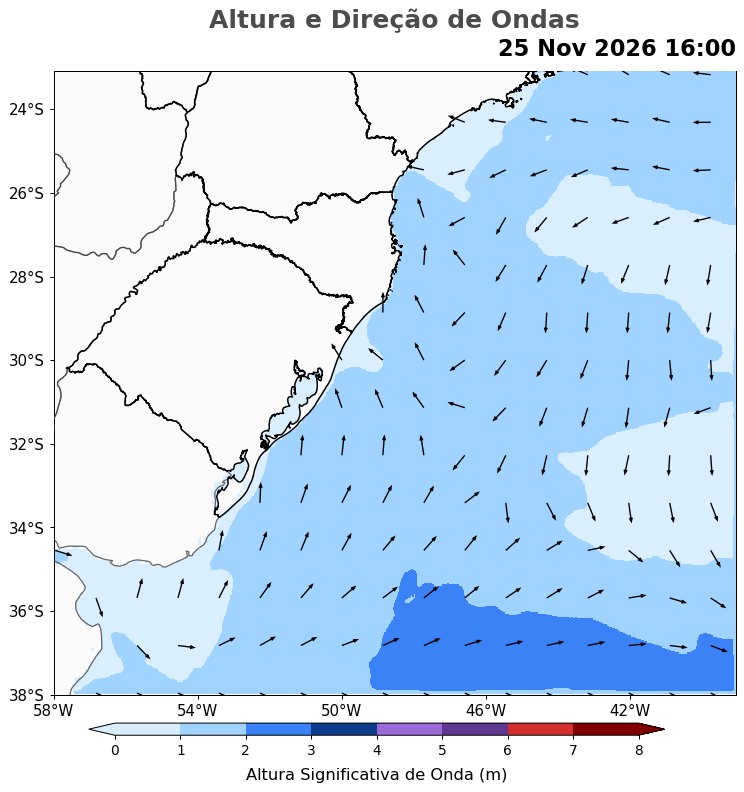 Altura e Direção de Ondas
25 Nov 2026 16:00
24°S
26°S
28°S
30°S
32°S
34°S
36°S
38°S
58°W 54°W 50°W 46°W 42°W
0 1 2 3 4 5 6 7 8
Altura Significativa de Onda (m)